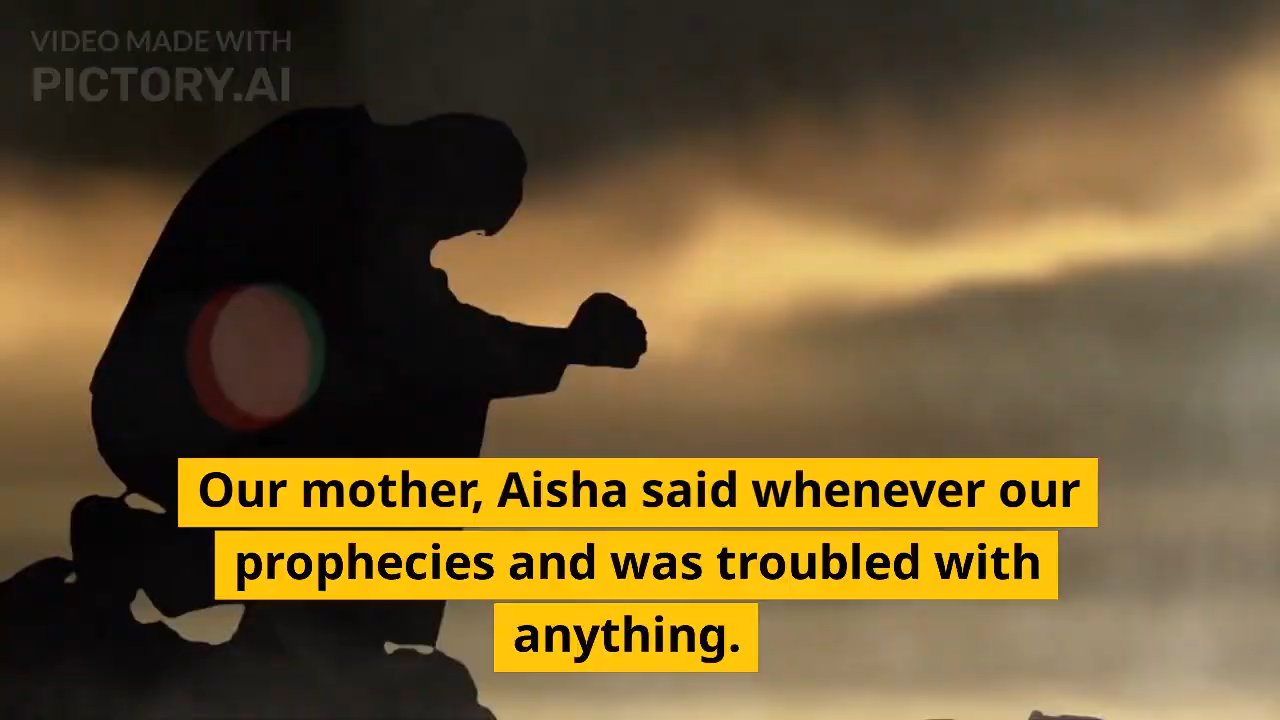 VIDEO MADE WITH
PICTORY.AI
Our mother, Aisha said whenever our
prophecies and was troubled with
anything.